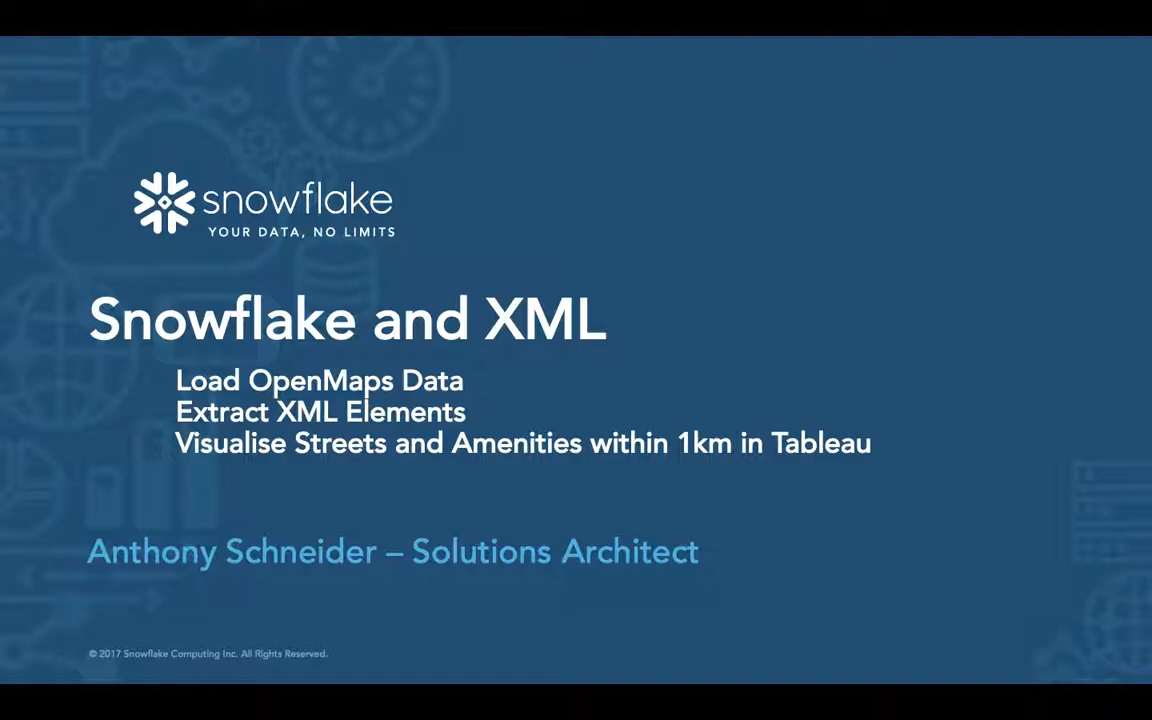 snowflake
YOUR DATA, NO LIMITS
Snowflake and XML
Load OpenMaps Data
Extract XML Elements
Visualise Streets and Amenities within 1km in Tableau
Anthony Schneider – Solutions Architect
© 2017 Snowflake Computing Inc. All Rights Reserved.